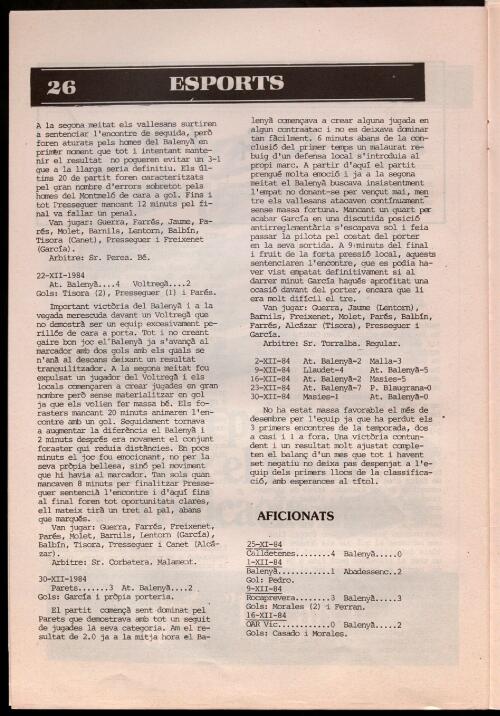 26
ESPORTS
A la segona meitat els vallesans surtiren
a sentenciar l'encontre de seguida, però
foren aturats pels homes del Balenyà en
primer moment que tot i intentant mante-
nir el resultat no pogueren evitar un 3-1
que a la llarga seria definitiu. Els úl-
tims 20 de partit foren caracteritzats
pel gran nombre d'errors sobretot pels
homes del Montmeló de cara a gol. Fins i
tot Presseguer mancant 12 minuts pel fi-
nal va fallar un penal.
Van jugar: Guerra, Farrés, Jaume, Pa-
rés, Molet, Barnils, Lentorn, Balbín,
Tisora (Canet), Presseguer i Freixenet
(García).
Arbitre: Sr. Perea. Bé.
22-XII-1984
At. Balenyà....4 Voltregà....2
Gols: Tisora (2), Presseguer (1) i Parés.
Important victòria del Balenyà i a la
vegada merescuda davant un Voltregà que
no demostrà ser un equip excesivament pe-
rillós de cara a porta. Tot i no creant
gaire bon joc el Balenyà ja s'avançà al
marcador amb dos gols amb els quals se
n'anà al descans deixant un resultat
tranquilitzador. A la segona meitat fou
expulsat un jugador del Voltregà i els
locals començaren a crear jugades en gran
nombre però sense materialitzar en gol
ja que els volien fer massa bé. Els fo-
rasters mancant 20 minuts animaren l'en-
contre amb un gol. Seguidament tornava
a augmentar la diferència el Balenyà i
2 minuts després era novament el conjunt
foraster qui reduia distàncies. En pocs
minuts el joc fou emocionant, no per la
seva pròpia bellesa, sinó pel moviment
que hi havia al marcador. Tan sols quan
mancaven 8 minuts per finalitzar Presse-
guer sentencià l'encontre i d'aquí fins
al final foren tot oportunitats clares,
ell mateix tirà un tret al pal, abans
que marqués.
Van jugar: Guerra, Farrés, Freixenet,
Parés, Molet, Barnils, Lentorn (García),
Balbín, Tisora, Presseguer i Canet (Alcá-
zar).
Arbitre: Sr. Corbatera. Malament.
30-XII-1984
Parets......3 At. Balenyà...2
Gols: García i pròpia porteria.
El partit començà sent dominat pel
Parets que demostrava amb tot un seguit
de jugades la seva categoria. Am el re-
sultat de 2.0 ja a la mitja hora el Ba-
lenyà començava a crear alguna jugada en
algun contraatac i no es deixava dominar
tan fàcilment. 6 minuts abans de la con-
clusió del primer temps un malaurat re-
buig d'un defensa local s'introduia al
propi marc. A partir d'aquí el partit
prengué molta emoció i ja a la segona
meitat el Balenyà buscava insistentment
l'empat no donant-se per vençut mai, men
tre els vallesans atacaven contínuament
sense massa fortuna. Mancant un quart per
acabar García en una discutida posició
antirreglamentària s'escapava sol i feia
passar la pilota pel costat del porter
en la seva sortida. A 9 minuts del final
i fruit de la forta pressió local, aquests
sentenciaren l'encontre, que es podia ha-
ver vist empatat definitivament si al
darrer minut García hagués aprofitat una
ocasió davant del porter, encara que li
era molt difícil el tre.
Van jugar: Guerra, Jaume (Lentorn),
Barnils, Freixenet, Molet, Parés, Balbín,
Farrés, Alcázar (Tisora), Presseguer i
García.
Arbitre: Sr. Torralba. Regular.
2-XII-84 At. Balenyà-2 Malla-3
9-XII-84 Llaudet-4 At. Balenyà-5
16-XII-84 At. Balenyà-2 Masies-5
23-XII-84 At. Balenyà-7 P. Blaugrana-0
30-XII-84 Masies-1 At. Balenyà-0
No ha estat massa favorable el més de
desembre per l'equip ja que ha perdut els
3 primers encontres de la temporada, dos
a casi i 1 a fora. Una victòria contun-
dent i un resultat molt ajustat comple-
ten el balanç d'un mes que tot i havent
set negatiu no deixa pas despenjat a l'e-
quip dels primers llocs de la classifica-
ció, amb esperances al títol.
AFICIONATS
25-XI-84
Calldetenes........4 Balenyà.....0
1-XII-84
Balenyà............1 Abadessenc..2
Gol: Pedro.
9-XII-84
Rocaprevera........3 Balenyà.....3
Gols: Morales (2) i Ferran.
16-XII-84
OAR Vic............0 Balenyà.....2
Gols: Casado i Morales.